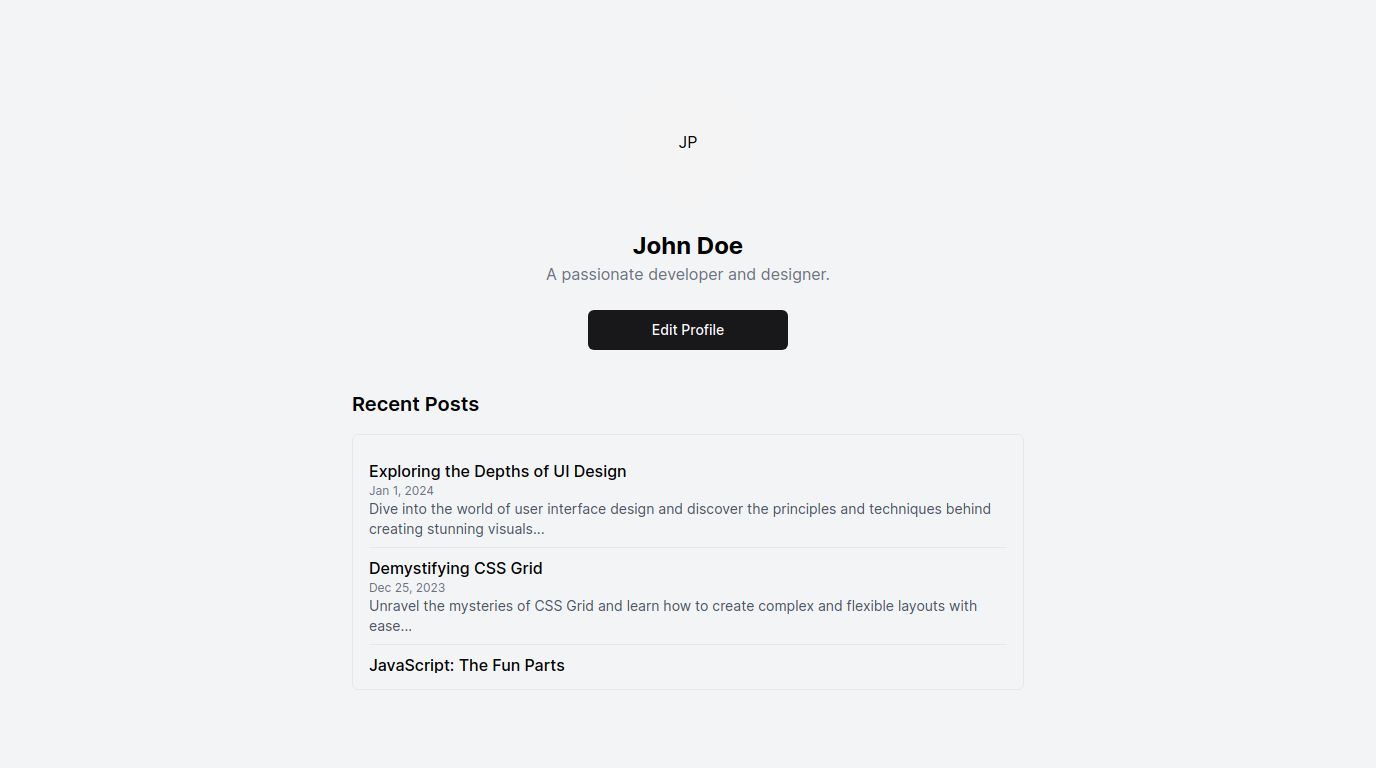 JP
John Doe
A passionate developer and designer.
Edit Profile
Recent Posts
Exploring the Depths of UI Design
Jan 1, 2024
Dive into the world of user interface design and discover the principles and techniques behind
creating stunning visuals...
Demystifying CSS Grid
Dec 25, 2023
Unravel the mysteries of CSS Grid and learn how to create complex and flexible layouts with
ease...
JavaScript: The Fun Parts